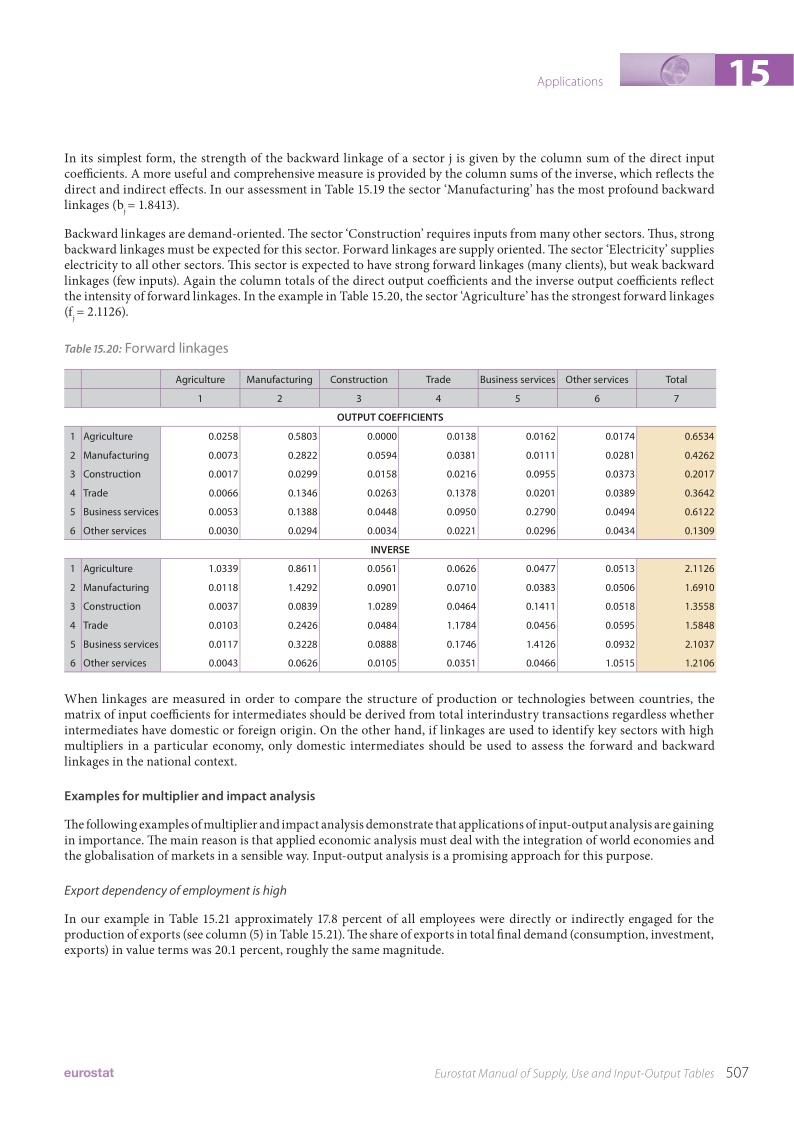 Applications 15
In its simplest form, the strength of the backward linkage of a sector j is given by the column sum of the direct input
coefficients. A more useful and comprehensive measure is provided by the column sums of the inverse, which reflects the
direct and indirect effects. In our assessment in Table 15.19 the sector ‘Manufacturing’ has the most profound backward
linkages (bj = 1.8413).
Backward linkages are demand-oriented. The sector ‘Construction’ requires inputs from many other sectors. Thus, strong
backward linkages must be expected for this sector. Forward linkages are supply oriented. The sector ‘Electricity’ supplies
electricity to all other sectors. This sector is expected to have strong forward linkages (many clients), but weak backward
linkages (few inputs). Again the column totals of the direct output coefficients and the inverse output coefficients reflect
the intensity of forward linkages. In the example in Table 15.20, the sector ‘Agriculture’ has the strongest forward linkages
(fj = 2.1126).
Table 15.20: Forward linkages
Agriculture Manufacturing Construction Trade Business services Other services Total
1 2 3 4 5 6 7
OUTPUT COEFFICIENTS
1 Agriculture 0.0258 0.5803 0.0000 0.0138 0.0162 0.0174 0.6534
2 Manufacturing 0.0073 0.2822 0.0594 0.0381 0.0111 0.0281 0.4262
3 Construction 0.0017 0.0299 0.0158 0.0216 0.0955 0.0373 0.2017
4 Trade 0.0066 0.1346 0.0263 0.1378 0.0201 0.0389 0.3642
5 Business services 0.0053 0.1388 0.0448 0.0950 0.2790 0.0494 0.6122
6 Other services 0.0030 0.0294 0.0034 0.0221 0.0296 0.0434 0.1309
INVERSE
1 Agriculture 1.0339 0.8611 0.0561 0.0626 0.0477 0.0513 2.1126
2 Manufacturing 0.0118 1.4292 0.0901 0.0710 0.0383 0.0506 1.6910
3 Construction 0.0037 0.0839 1.0289 0.0464 0.1411 0.0518 1.3558
4 Trade 0.0103 0.2426 0.0484 1.1784 0.0456 0.0595 1.5848
5 Business services 0.0117 0.3228 0.0888 0.1746 1.4126 0.0932 2.1037
6 Other services 0.0043 0.0626 0.0105 0.0351 0.0466 1.0515 1.2106
When linkages are measured in order to compare the structure of production or technologies between countries, the
matrix of input coefficients for intermediates should be derived from total interindustry transactions regardless whether
intermediates have domestic or foreign origin. On the other hand, if linkages are used to identify key sectors with high
multipliers in a particular economy, only domestic intermediates should be used to assess the forward and backward
linkages in the national context.
Examples for multiplier and impact analysis
The following examples of multiplier and impact analysis demonstrate that applications of input-output analysis are gaining
in importance. The main reason is that applied economic analysis must deal with the integration of world economies and
the globalisation of markets in a sensible way. Input-output analysis is a promising approach for this purpose.
Export dependency of employment is high
In our example in Table 15.21 approximately 17.8 percent of all employees were directly or indirectly engaged for the
production of exports (see column (5) in Table 15.21). The share of exports in total final demand (consumption, investment,
exports) in value terms was 20.1 percent, roughly the same magnitude.
eurostat Eurostat Manual of Supply, Use and Input-Output Tables 507